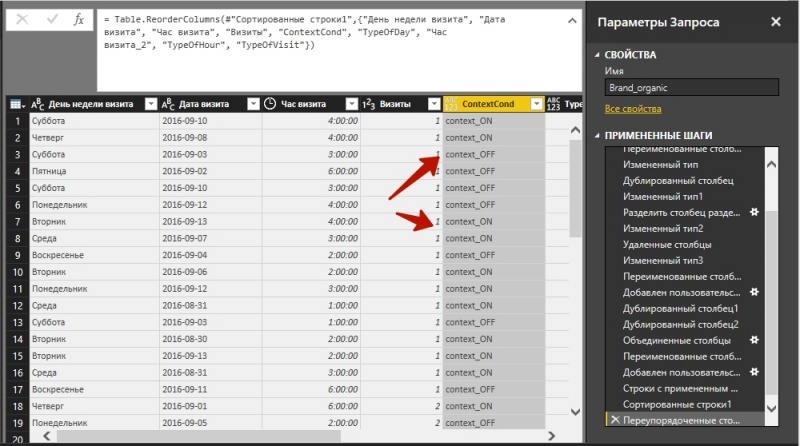 = Table.ReorderColumns(#"Сортированные строки1",{"День недели визита", "Дата
визита", "Час визита", "Визиты", "ContextCond", "TypeOfDay", "Час
визита_2", "TypeOfHour", "TypeOfVisit"})
День недели визита Дата визита Час визита 1²3 Визиты ABC 123 ContextCond ABC 123 Type
1 Суббота 2016-09-10 4:00:00 1 context_ON
2 Четверг 2016-09-08 4:00:00 1 context_ON
3 Суббота 2016-09-03 3:00:00 1 context_OFF
4 Пятница 2016-09-02 6:00:00 1 context_OFF
5 Суббота 2016-09-10 3:00:00 1 context_OFF
6 Понедельник 2016-09-12 4:00:00 1 context_OFF
7 Вторник 2016-09-13 4:00:00 1 context_ON
8 Среда 2016-09-07 3:00:00 1 context_ON
9 Воскресенье 2016-09-04 2:00:00 1 context_OFF
10 Вторник 2016-09-06 2:00:00 1 context_ON
11 Понедельник 2016-09-12 3:00:00 1 context_ON
12 Среда 2016-08-31 1:00:00 1 context_ON
13 Суббота 2016-09-03 1:00:00 1 context_OFF
14 Вторник 2016-08-30 2:00:00 1 context_ON
15 Вторник 2016-09-13 2:00:00 1 context_ON
16 Среда 2016-08-31 3:00:00 1 context_ON
17 Воскресенье 2016-09-11 6:00:00 1 context_OFF
18 Четверг 2016-09-01 6:00:00 2 context_ON
19 Понедельник 2016-09-05 2:00:00 2 context_OFF
20
Параметры Запроса
СВОЙСТВА
Имя
Brand_organic
Все свойства
ПРИМЕНЕННЫЕ ШАГИ
Переименованные столб...
Измененный тип
Дублированный столбец
Измененный тип1
Разделить столбец разде...
Измененный тип2
Удаленные столбцы
Измененный тип3
Переименованные столб...
Добавлен пользовательс...
Дублированный столбец1
Дублированный столбец2
Объединенные столбцы
Переименованные столб...
Добавлен пользовательс...
Строки с примененным ...
Сортированные строки1
Переупорядоченные сто...